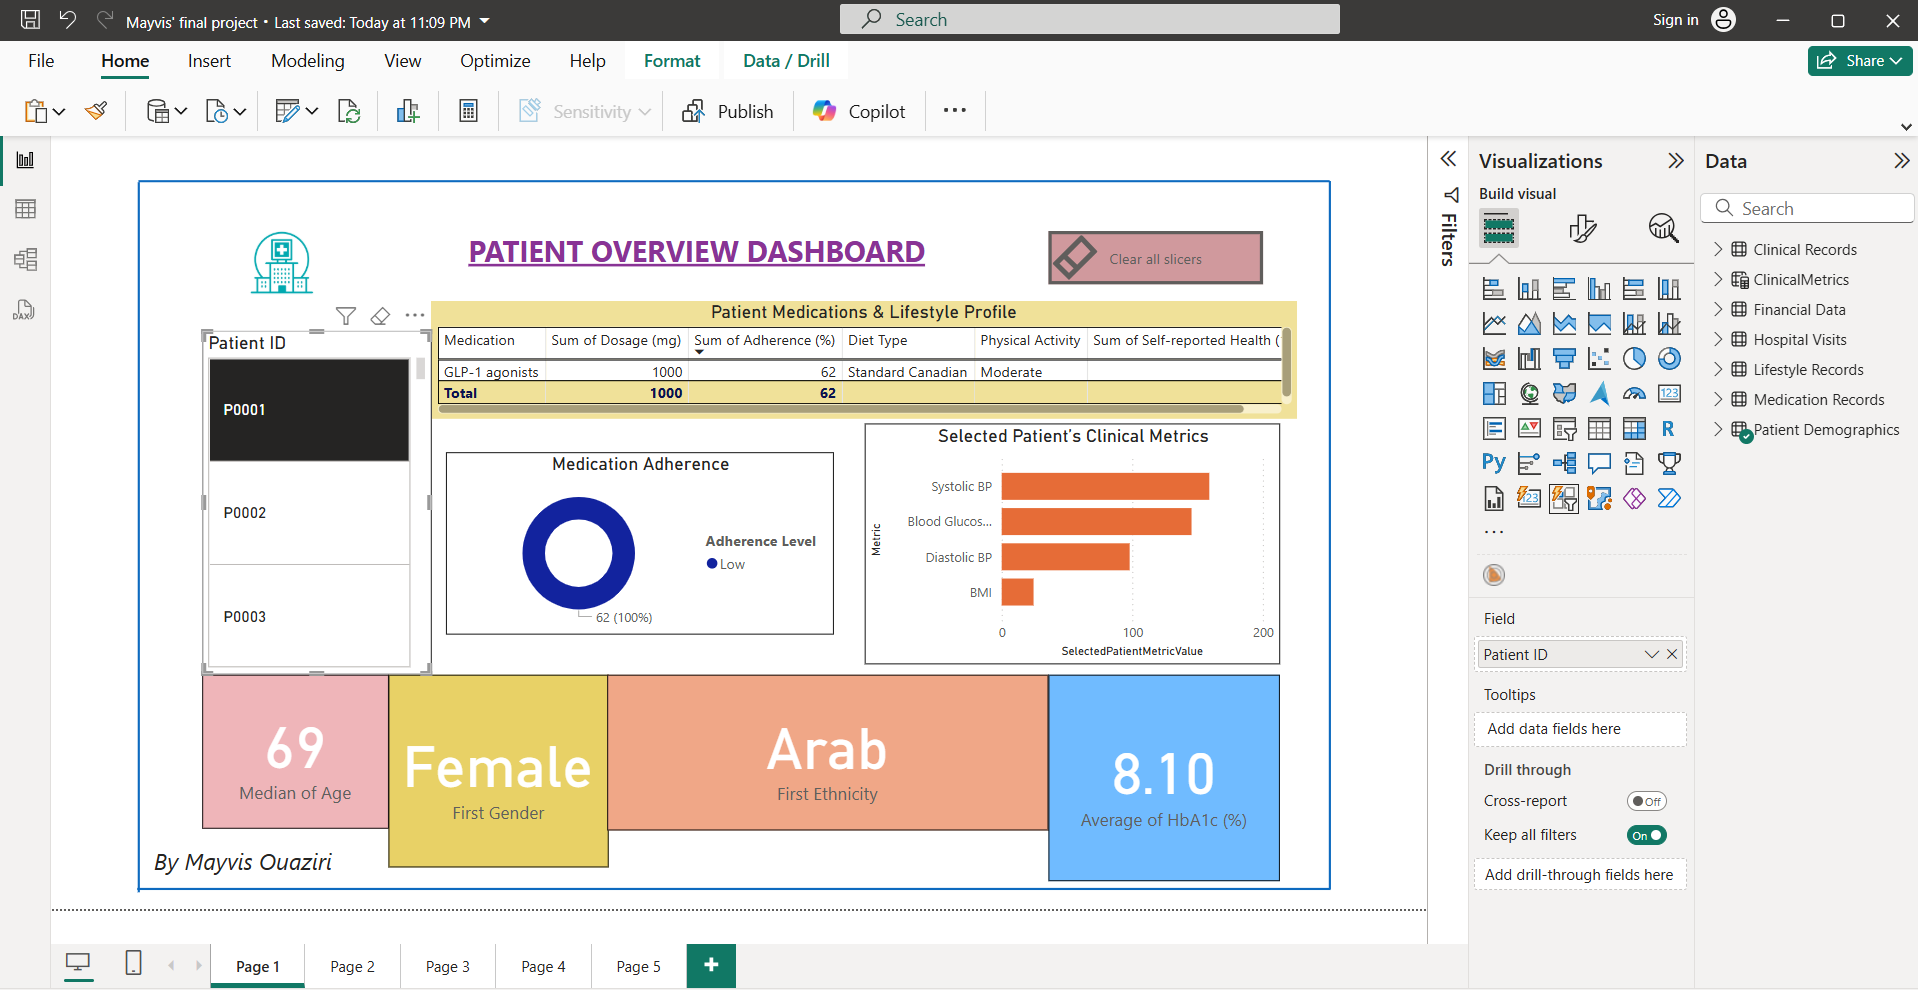 Mayvis' final project • Last saved: Today at 11:09 PM
Search
Sign in
File Home Insert Modeling View Optimize Help Format Data / Drill
Share
Sensitivity
Publish
Copilot
PATIENT OVERVIEW DASHBOARD
Clear all slicers
Patient ID
P0001
P0002
P0003
Patient Medications & Lifestyle Profile
Medication Sum of Dosage (mg) Sum of Adherence (%) Diet Type Physical Activity Sum of Self-reported Health (
GLP-1 agonists 1000 62 Standard Canadian Moderate
Total 1000 62
Medication Adherence
Adherence Level
Low
62 (100%)
Selected Patient's Clinical Metrics
Metric
Systolic BP
Blood Glucos...
Diastolic BP
BMI
0 100 200
SelectedPatientMetricValue
69
Median of Age
Female
First Gender
Arab
First Ethnicity
8.10
Average of HbA1c (%)
By Mayvis Ouaziri
Page 1 Page 2 Page 3 Page 4 Page 5
Filters
Visualizations
Build visual
123
R
Py
123
Field
Patient ID
Tooltips
Add data fields here
Drill through
Cross-report
Off
Keep all filters
On
Add drill-through fields here
Data
Search
Clinical Records
ClinicalMetrics
Financial Data
Hospital Visits
Lifestyle Records
Medication Records
Patient Demographics
DAX